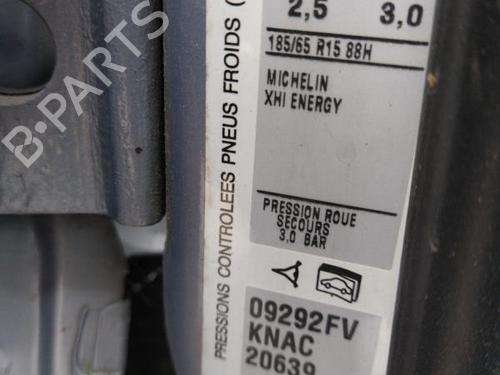 2,5 3,0
185/65 R15 88H
MICHELIN
XHI ENERGY
PRESSION ROUE
SECOURS
3,0 BAR
PRESSIONS CONTROLEES PNEUS FROIDS (
09292FV
KNAC
20639
B-PARTS